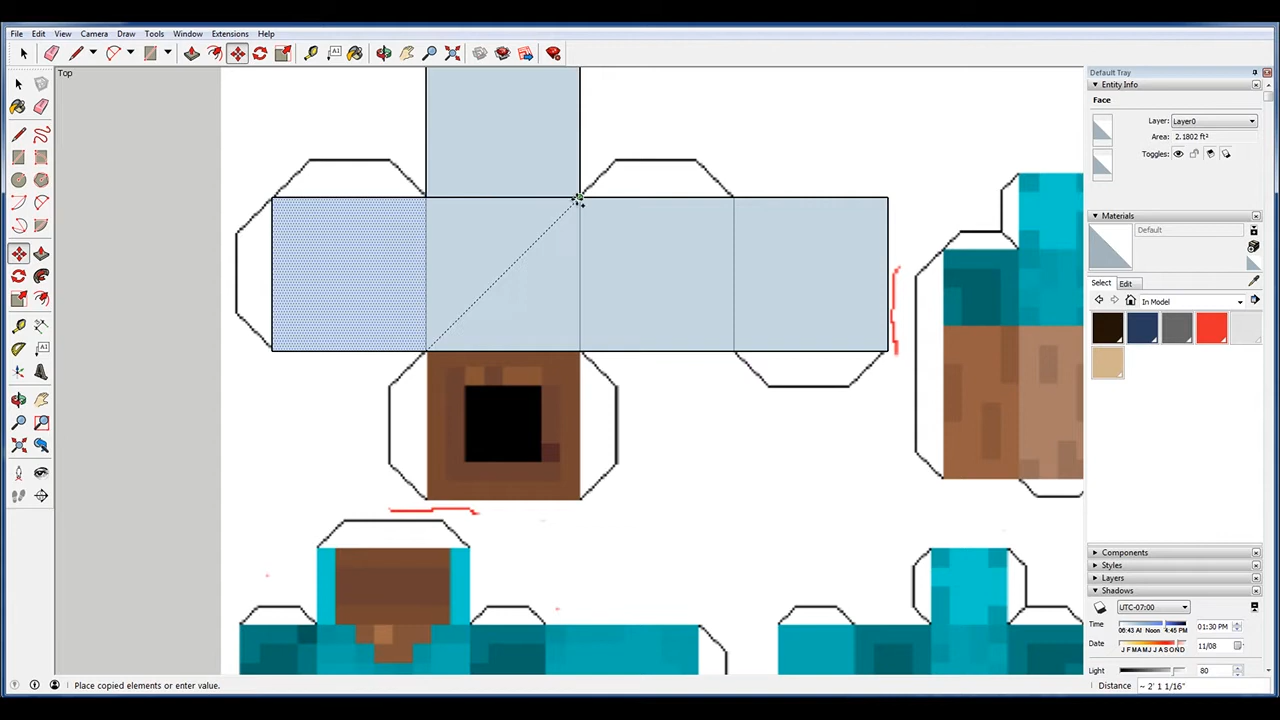 File Edit View Camera Draw Tools Window Extensions Help
A1
Top
Default Tray
Entity Info
Face
Layer: Layer0
Area: 2.1802 ft²
Toggles:
Materials
Default
Select Edit
In Model
Components
Styles
Layers
Shadows
UTC-07:00
Time 06:43 AM Noon 4:45 PM 01:30 PM
Date J F M A M J J A S O N D 11/08
Light 80
Place copied elements or enter value.
Distance ~ 2' 1 1/16"